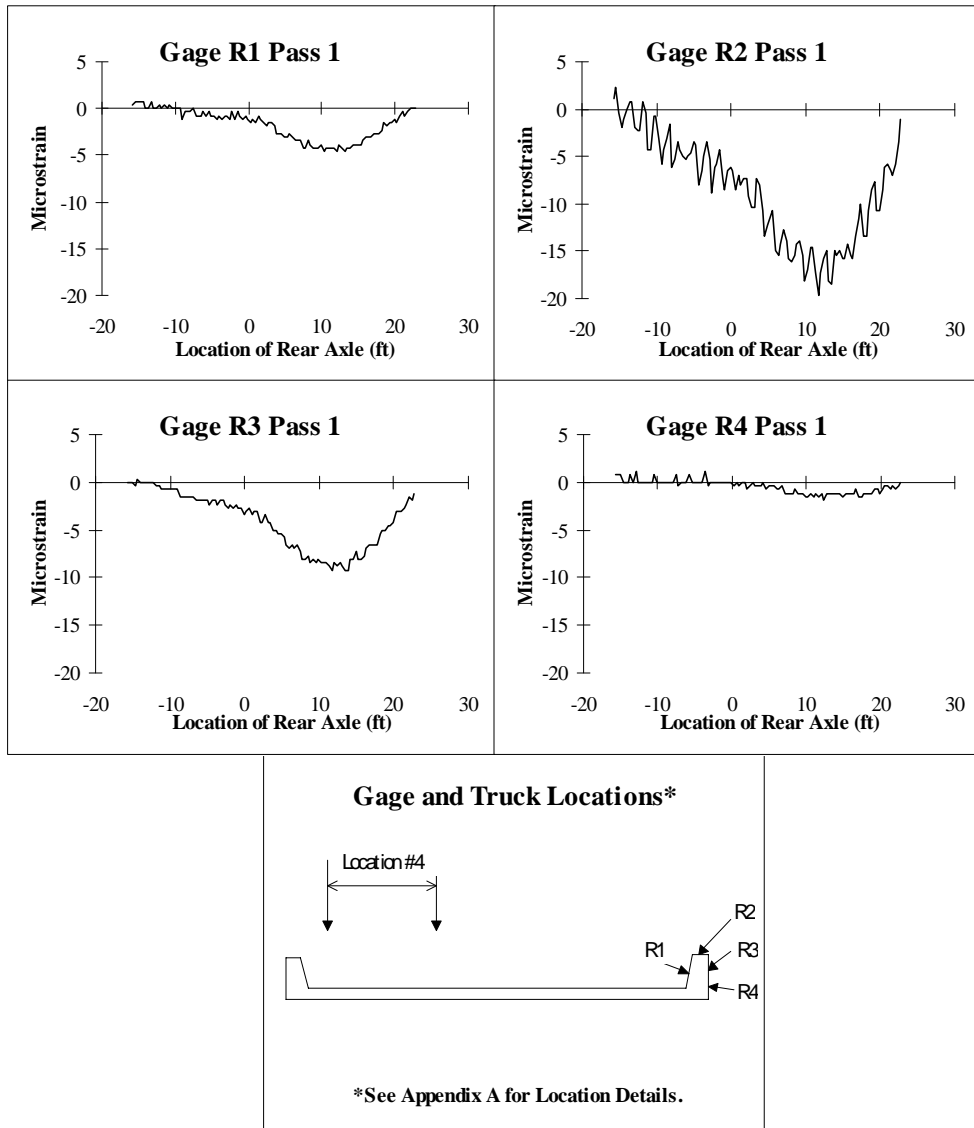 Gage R1 Pass 1
5
0
-5
-10
-15
-20
-20 -10 0 10 20 30
Microstrain
Location of Rear Axle (ft)
Gage R2 Pass 1
5
0
-5
-10
-15
-20
-20 -10 0 10 20 30
Microstrain
Location of Rear Axle (ft)
Gage R3 Pass 1
5
0
-5
-10
-15
-20
-20 -10 0 10 20 30
Microstrain
Location of Rear Axle (ft)
Gage R4 Pass 1
5
0
-5
-10
-15
-20
-20 -10 0 10 20 30
Microstrain
Location of Rear Axle (ft)
Gage and Truck Locations*
Location #4
R2
R1
R3
R4
*See Appendix A for Location Details.